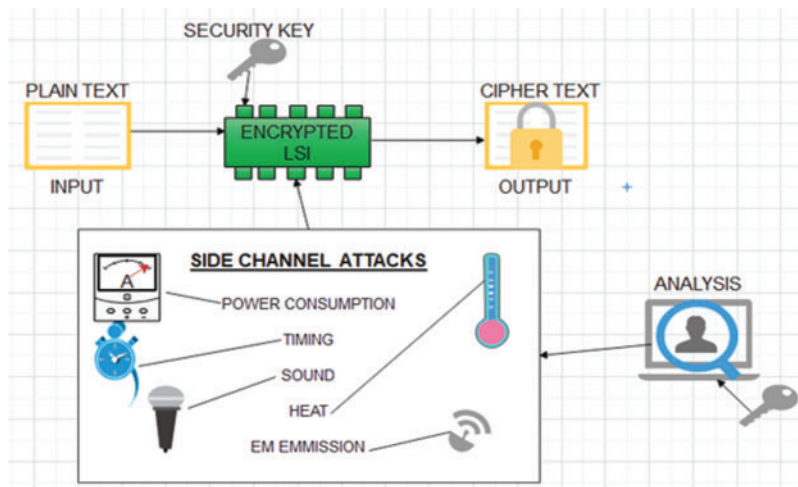 SECURITY KEY
PLAIN TEXT
CIPHER TEXT
ENCRYPTED
LSI
INPUT
OUTPUT
SIDE CHANNEL ATTACKS
A
POWER CONSUMPTION
TIMING
SOUND
HEAT
EM EMMISSION
ANALYSIS